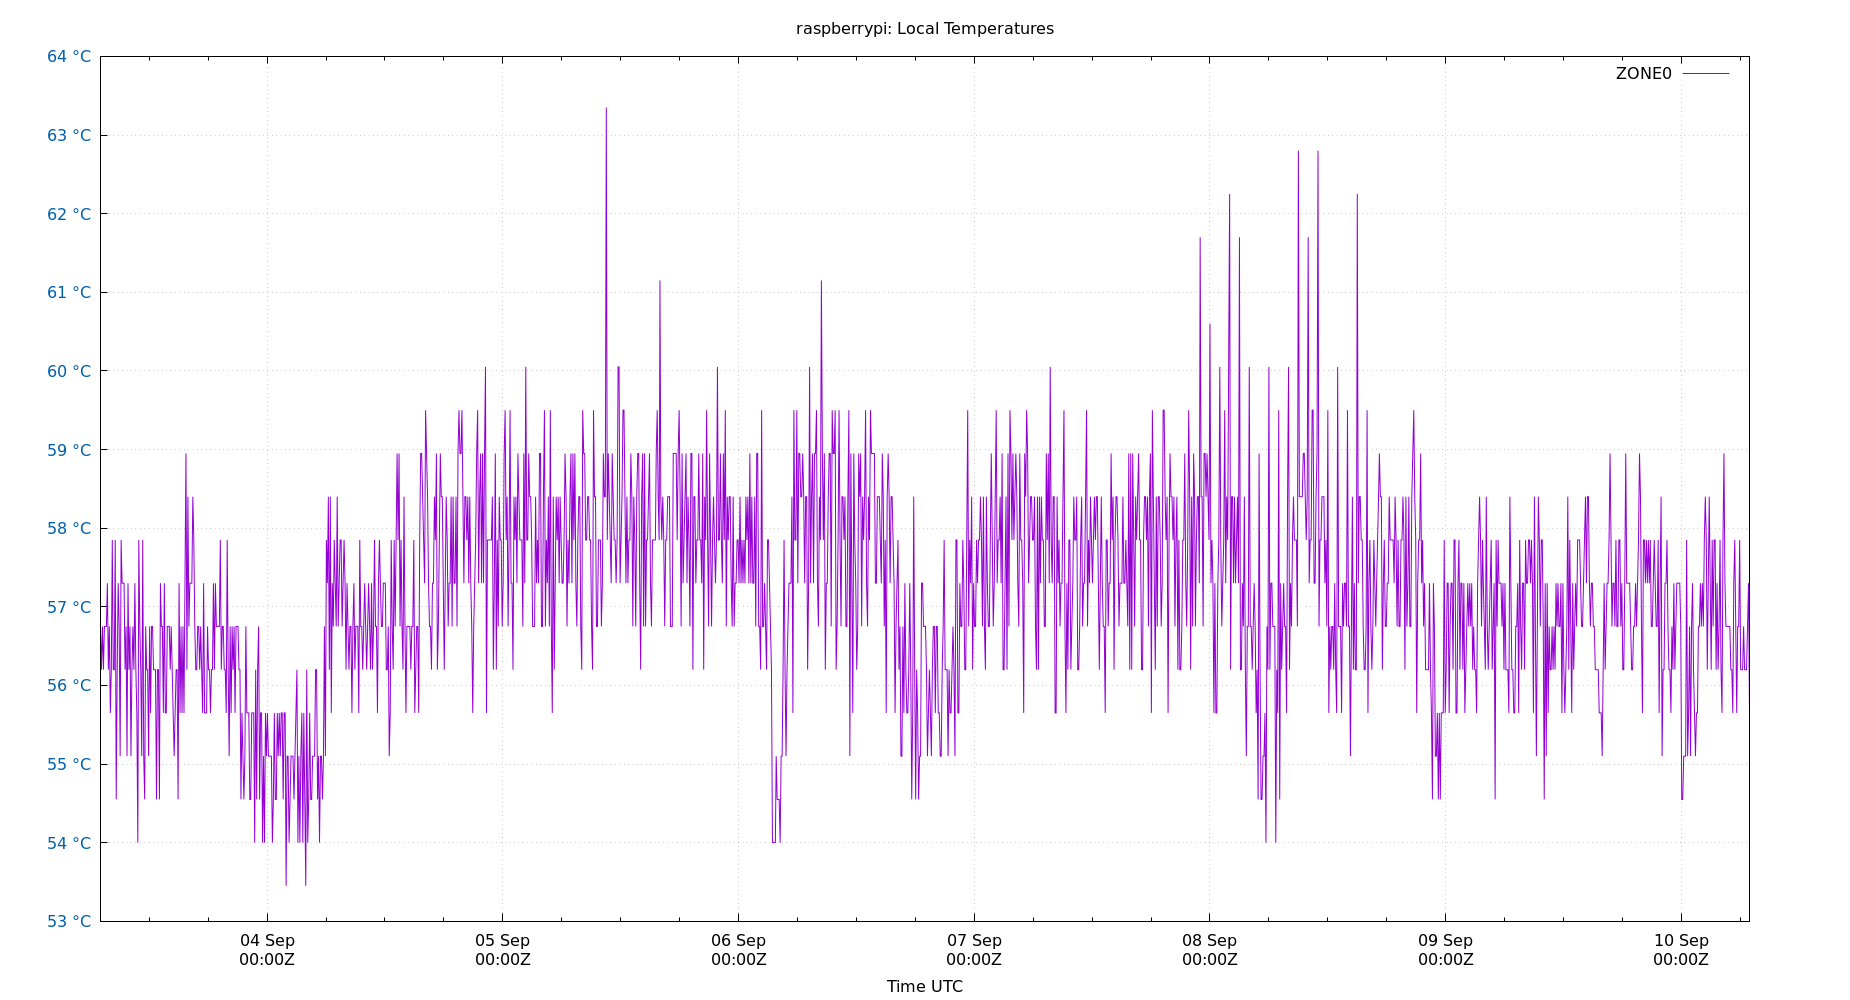 raspberrypi: Local Temperatures
ZONE0
64 °C
63 °C
62 °C
61 °C
60 °C
59 °C
58 °C
57 °C
56 °C
55 °C
54 °C
53 °C
04 Sep 05 Sep 06 Sep 07 Sep 08 Sep 09 Sep 10 Sep
00:00Z 00:00Z 00:00Z 00:00Z 00:00Z 00:00Z 00:00Z
Time UTC